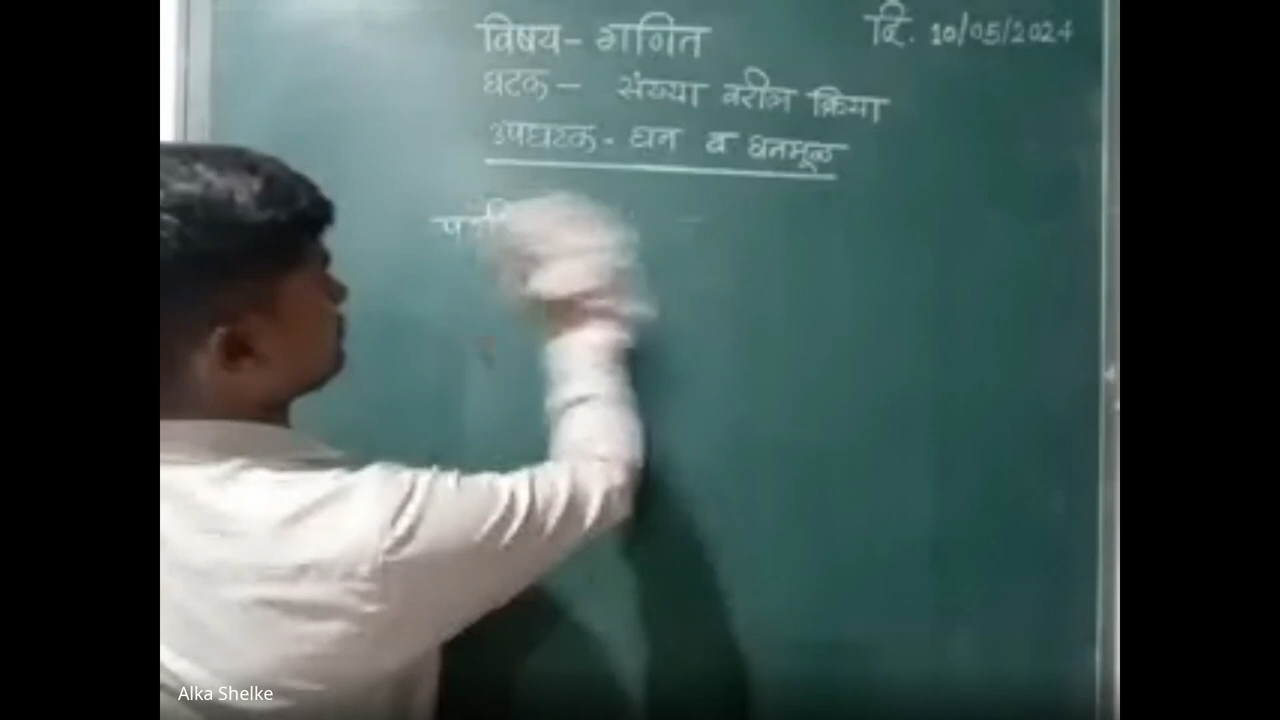 विषय- गणित
दि. 10/05/2024
घटक- संख्या वरील क्रिया
उपघटक- घन व घनमूळ
Alka Shelke